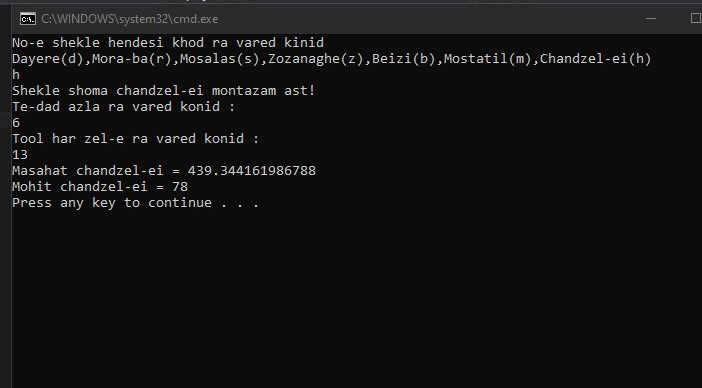 C:\WINDOWS\system32\cmd.exe
No-e shekle hendesi khod ra vared kinid
Dayere(d),Mora-ba(r),Mosalas(s),Zozanaghe(z),Beizi(b),Mostatil(m),Chandzel-ei(h)
h
Shekle shoma chandzel-ei montazam ast!
Te-dad azla ra vared konid :
6
Tool har zel-e ra vared konid :
13
Masahat chandzel-ei = 439.344161986788
Mohit chandzel-ei = 78
Press any key to continue . . .